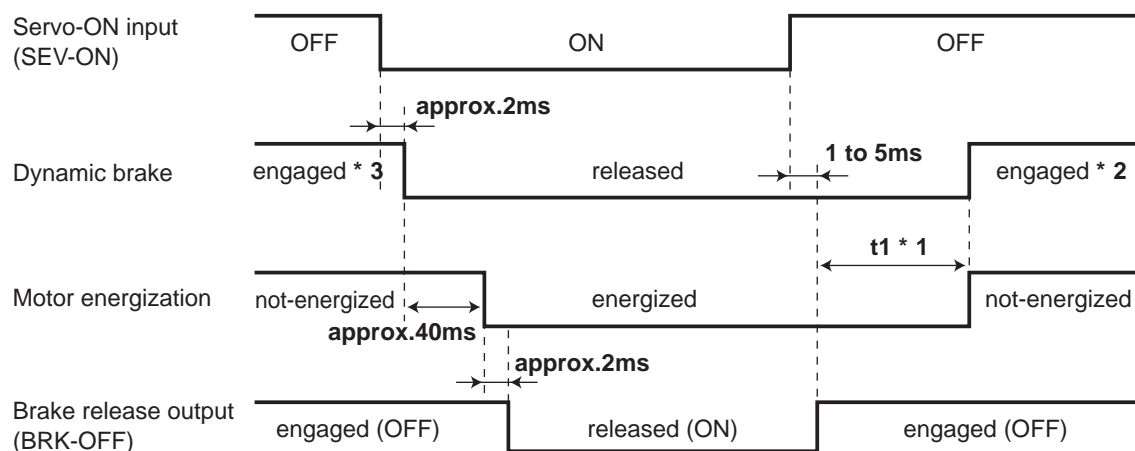 Servo-ON input
(SEV-ON)
OFF
ON
OFF
approx.2ms
Dynamic brake
engaged * 3
released
1 to 5ms
engaged * 2
t1 * 1
Motor energization
not-energized
energized
not-energized
approx.40ms
approx.2ms
Brake release output
(BRK-OFF)
engaged (OFF)
released (ON)
engaged (OFF)